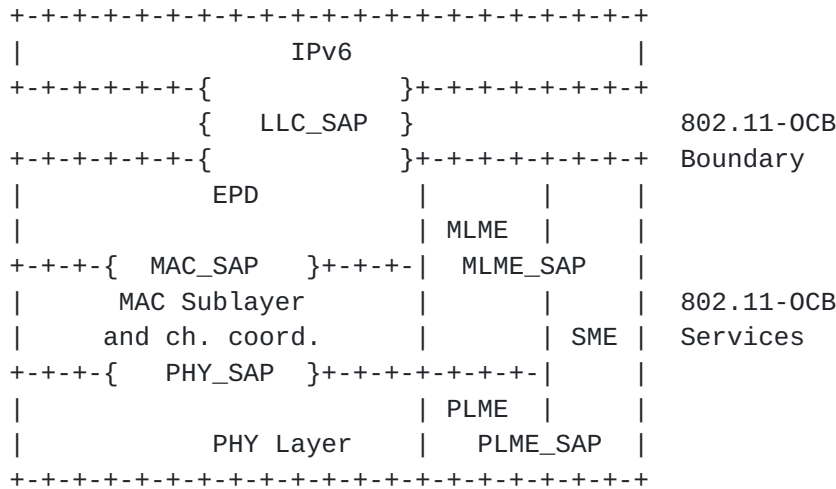 +-+-+-+-+-+-+-+-+-+-+-+-+-+-+-+-+-+-+-+-+
|                 IPv6                  |
+-+-+-+-+-+-{            }+-+-+-+-+-+-+-+
            {   LLC_SAP  }                 802.11-OCB
+-+-+-+-+-+-{            }+-+-+-+-+-+-+-+  Boundary
|            EPD          |       |     |
|                         | MLME  |     |
+-+-+-{  MAC_SAP   }+-+-+-|  MLME_SAP   |
|      MAC Sublayer       |       |     |  802.11-OCB
|     and ch. coord.      |       | SME |  Services
+-+-+-{   PHY_SAP  }+-+-+-+-+-+-+-|     |
|                         | PLME  |     |
|            PHY Layer    |   PLME_SAP  |
+-+-+-+-+-+-+-+-+-+-+-+-+-+-+-+-+-+-+-+-+